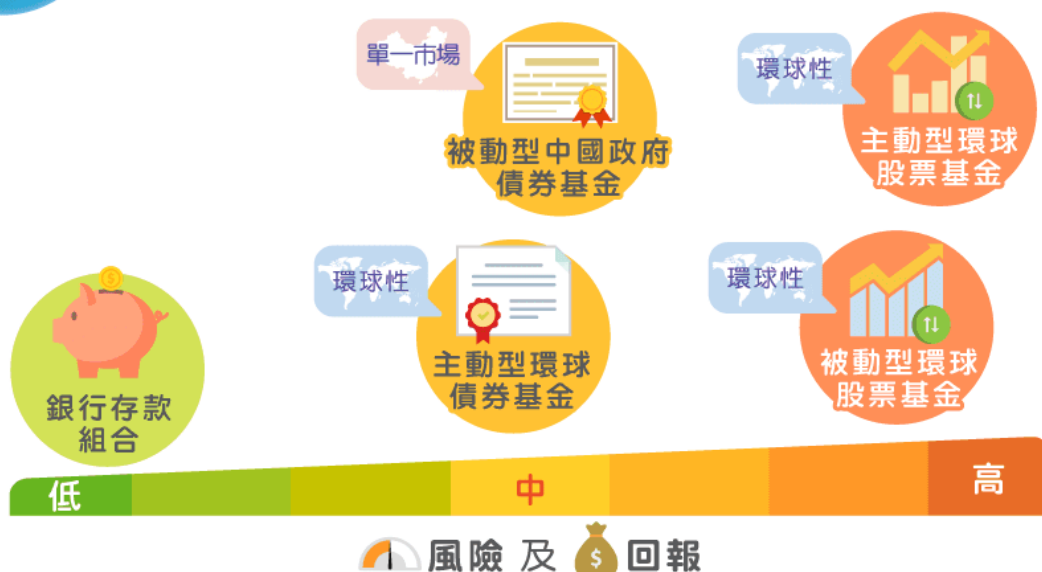 單一市場
被動型中國政府
債券基金
環球性
主動型環球
股票基金
環球性
主動型環球
債券基金
環球性
被動型環球
股票基金
銀行存款
組合
低
中
高
風險 及 $ 回報